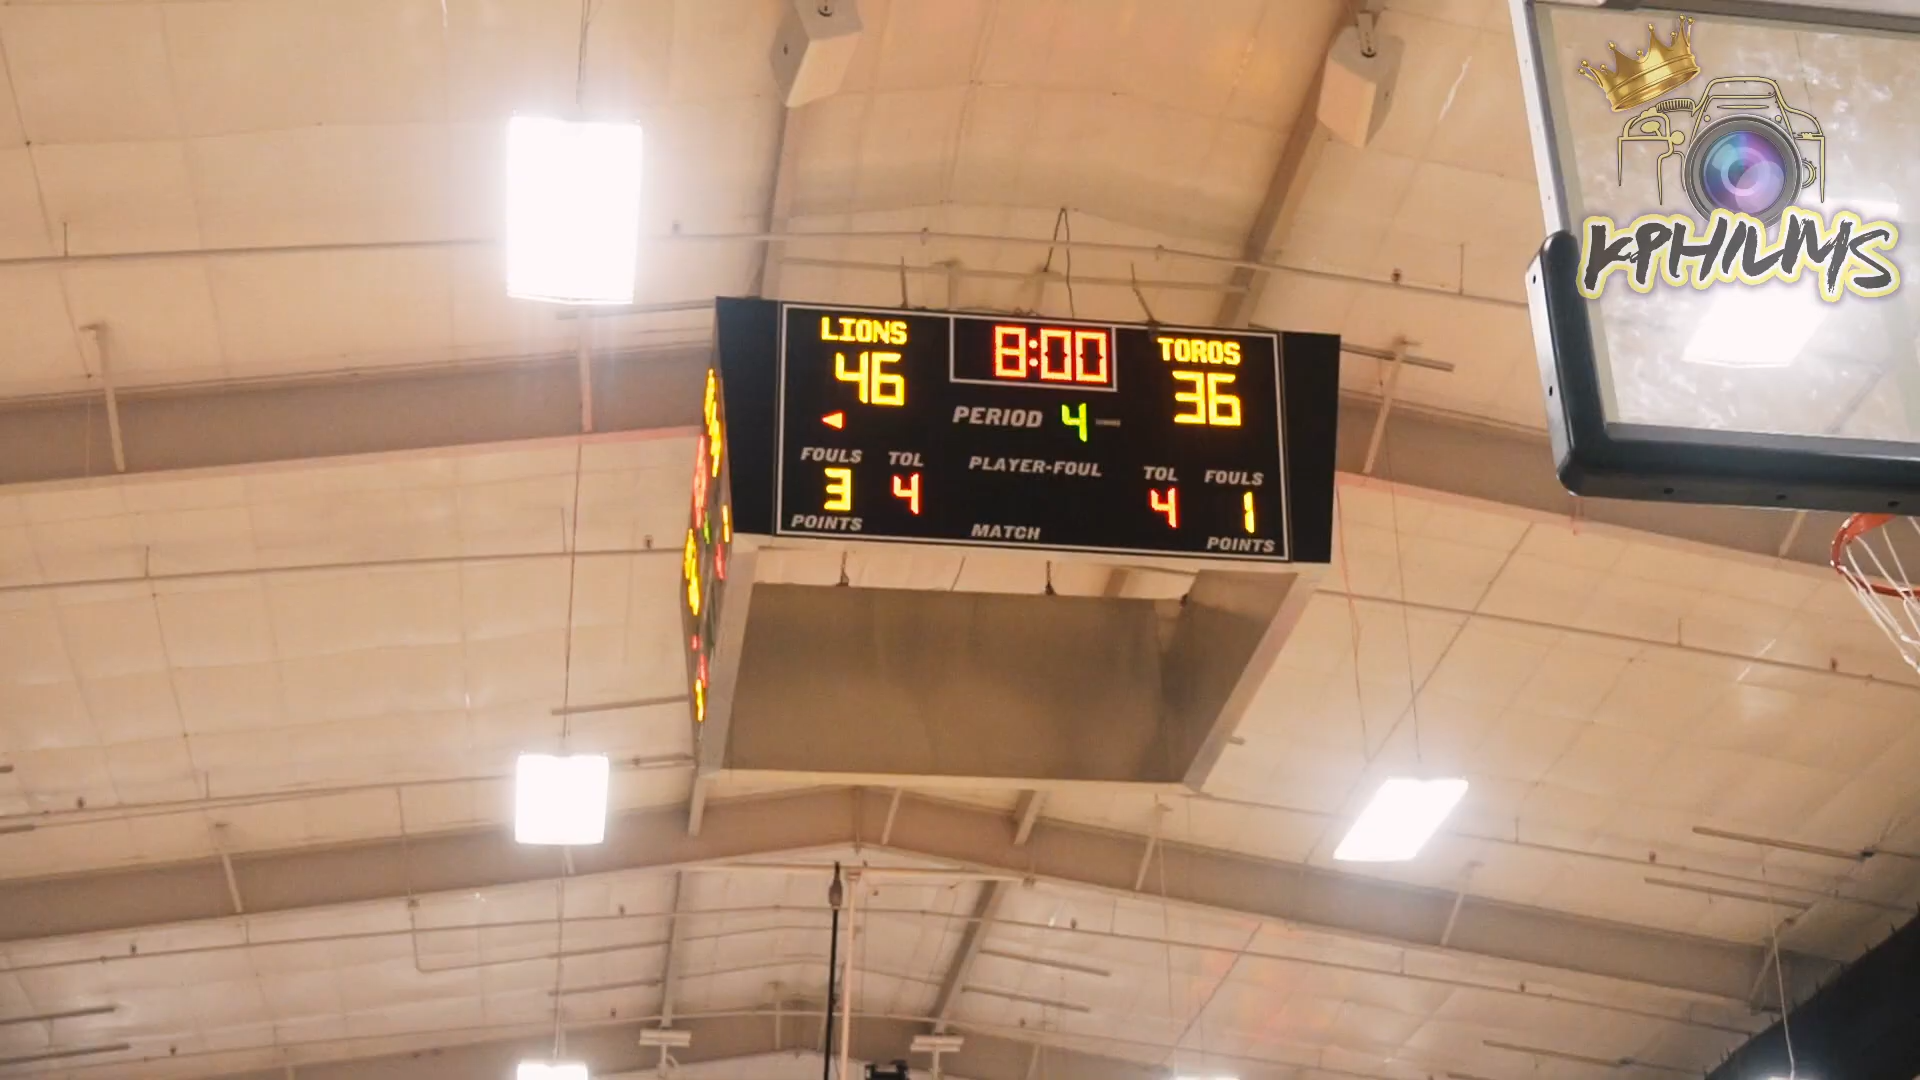 KPHILMS
LIONS 8:00 TOROS
46 36
PERIOD 4
FOULS TOL PLAYER-FOUL TOL FOULS
3 4 4 1
POINTS MATCH POINTS